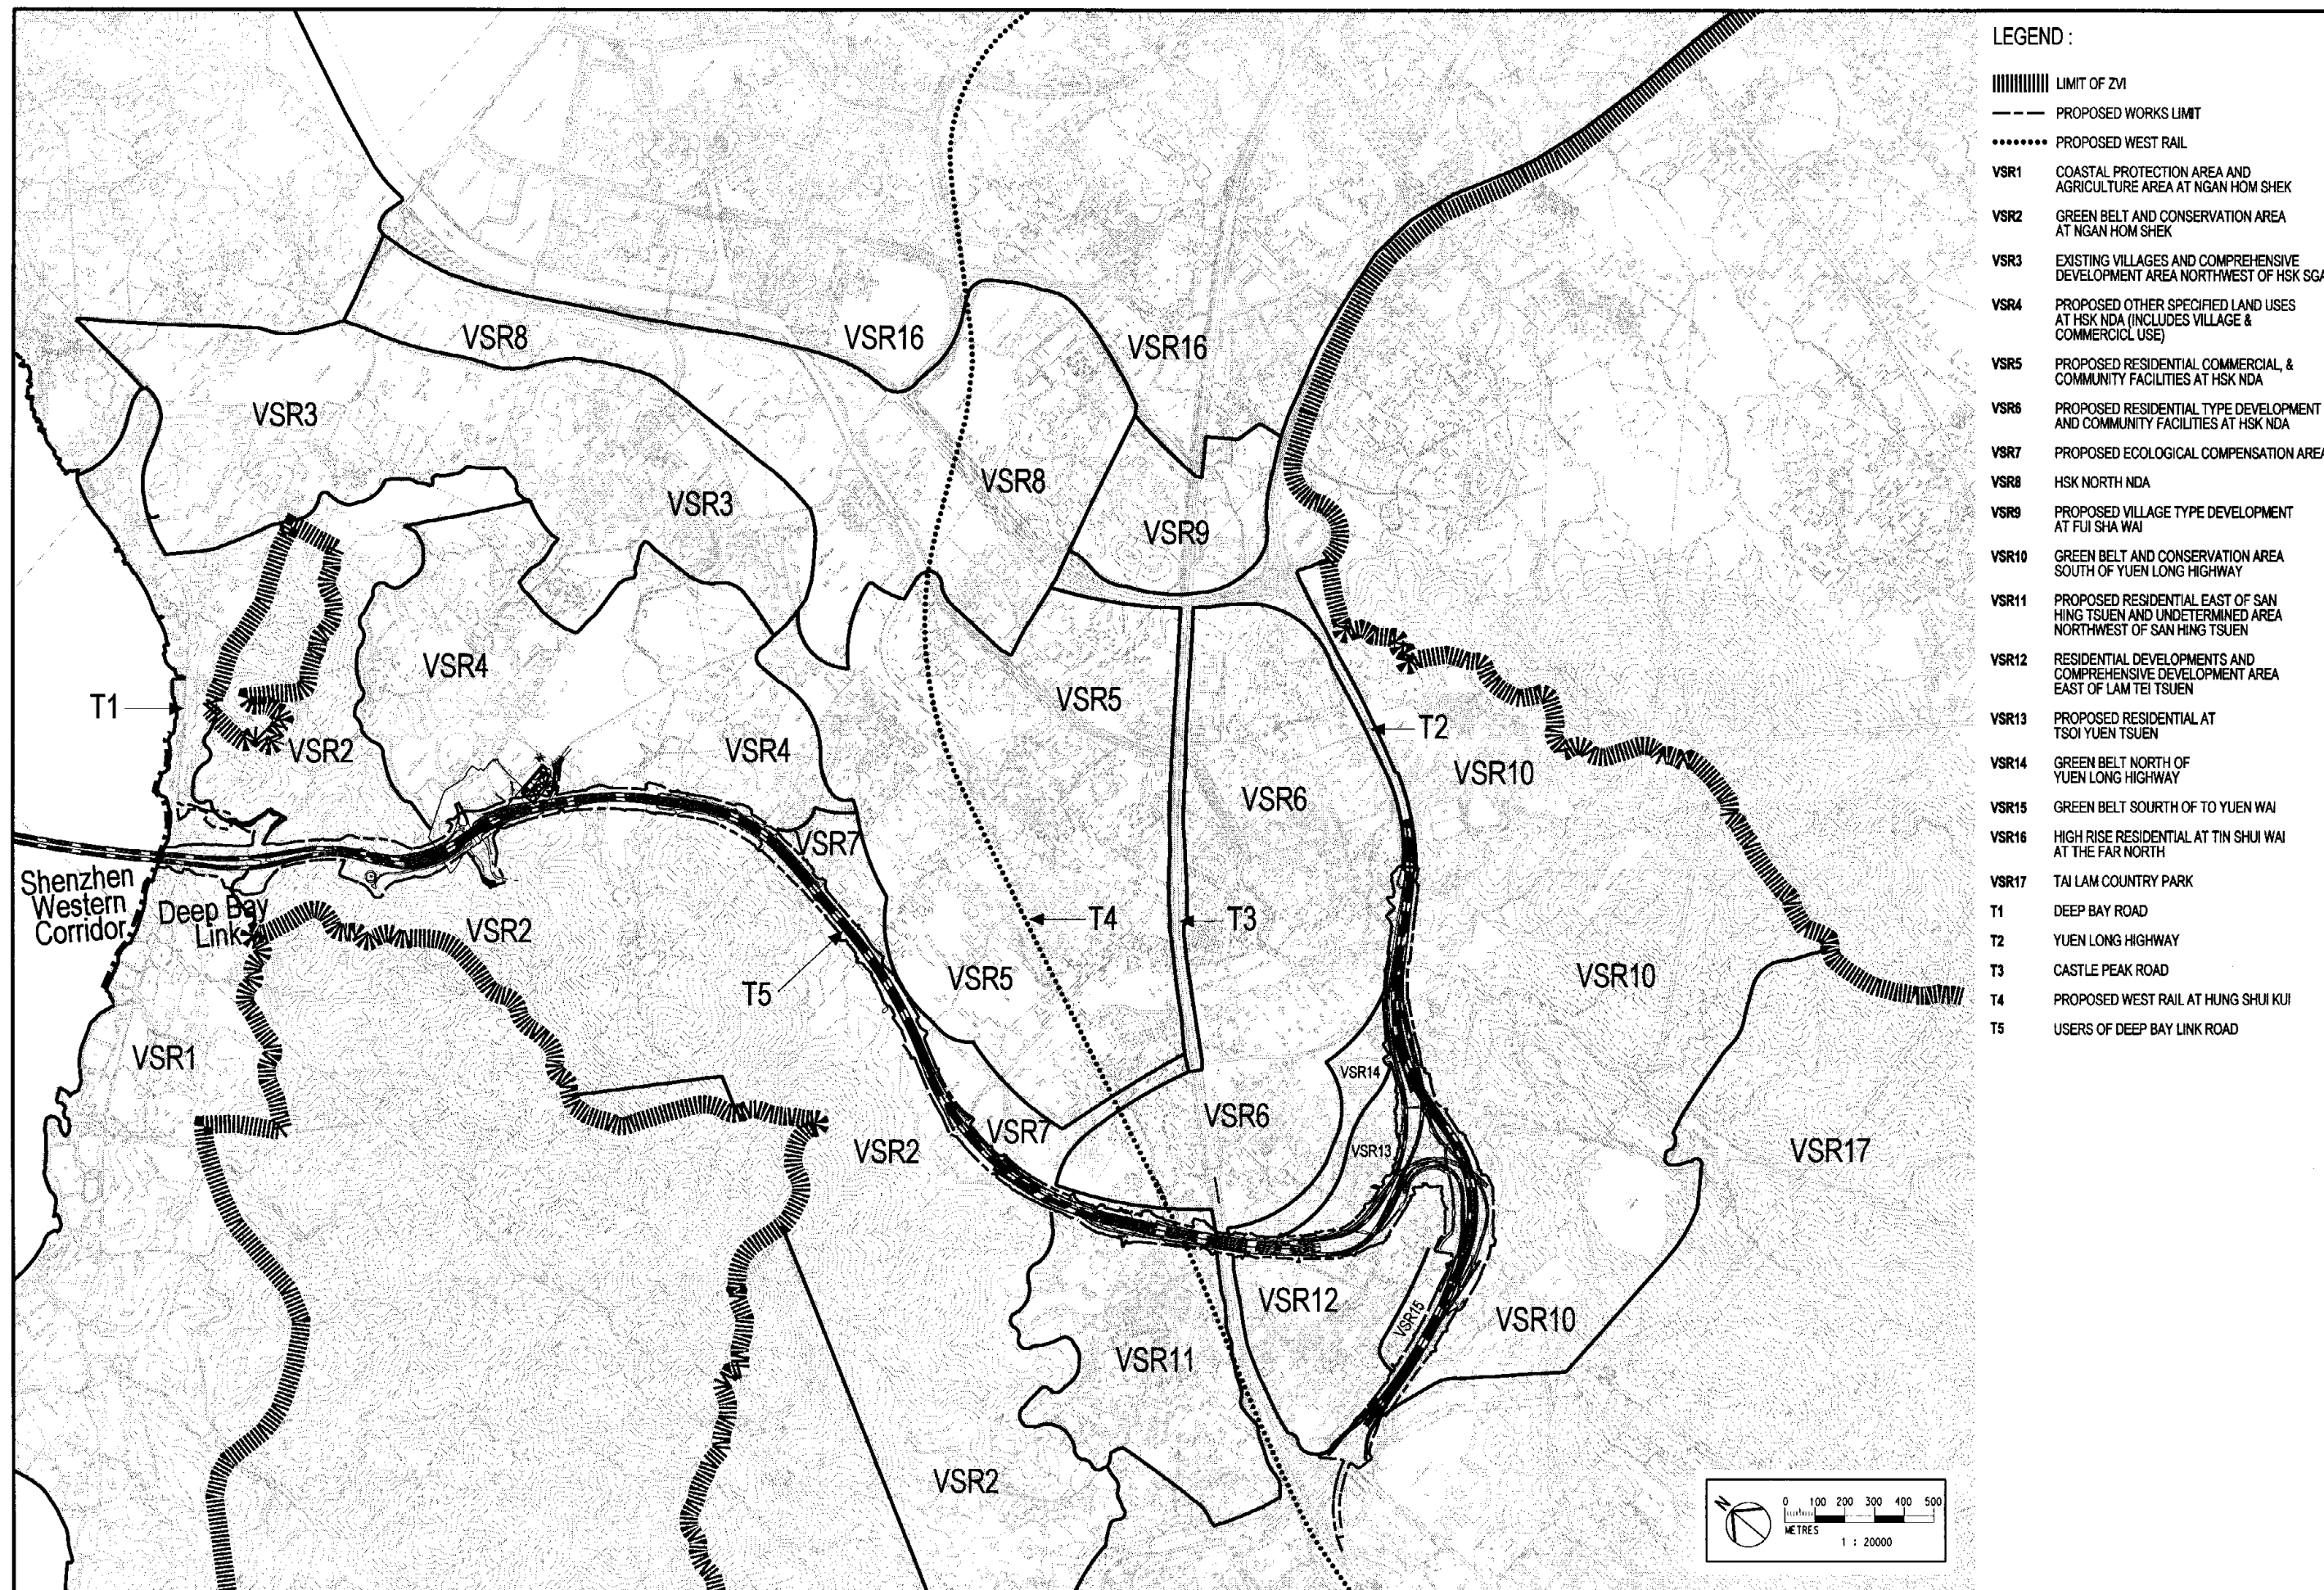 LEGEND :
LIMIT OF ZVI
PROPOSED WORKS LIMIT
PROPOSED WEST RAIL
VSR1 COASTAL PROTECTION AREA AND
AGRICULTURE AREA AT NGAN HOM SHEK
VSR2 GREEN BELT AND CONSERVATION AREA
AT NGAN HOM SHEK
VSR3 EXISTING VILLAGES AND COMPREHENSIVE
DEVELOPMENT AREA NORTHWEST OF HSK SGA
VSR4 PROPOSED OTHER SPECIFIED LAND USES
AT HSK NDA (INCLUDES VILLAGE &
COMMERCICL USE)
VSR5 PROPOSED RESIDENTIAL COMMERCIAL, &
COMMUNITY FACILITIES AT HSK NDA
VSR6 PROPOSED RESIDENTIAL TYPE DEVELOPMENT
AND COMMUNITY FACILITIES AT HSK NDA
VSR7 PROPOSED ECOLOGICAL COMPENSATION AREA
VSR8 HSK NORTH NDA
VSR9 PROPOSED VILLAGE TYPE DEVELOPMENT
AT FUI SHA WAI
VSR10 GREEN BELT AND CONSERVATION AREA
SOUTH OF YUEN LONG HIGHWAY
VSR11 PROPOSED RESIDENTIAL EAST OF SAN
HING TSUEN AND UNDETERMINED AREA
NORTHWEST OF SAN HING TSUEN
VSR12 RESIDENTIAL DEVELOPMENTS AND
COMPREHENSIVE DEVELOPMENT AREA
EAST OF LAM TEI TSUEN
VSR13 PROPOSED RESIDENTIAL AT
TSOI YUEN TSUEN
VSR14 GREEN BELT NORTH OF
YUEN LONG HIGHWAY
VSR15 GREEN BELT SOURTH OF TO YUEN WAI
VSR16 HIGH RISE RESIDENTIAL AT TIN SHUI WAI
AT THE FAR NORTH
VSR17 TAI LAM COUNTRY PARK
T1 DEEP BAY ROAD
T2 YUEN LONG HIGHWAY
T3 CASTLE PEAK ROAD
T4 PROPOSED WEST RAIL AT HUNG SHUI KUI
T5 USERS OF DEEP BAY LINK ROAD
VSR8
VSR16
VSR16
VSR3
VSR8
VSR3
VSR9
VSR4
VSR5
T1
T2
VSR2
VSR4
VSR10
VSR6
VSR7
Shenzhen
Western
Corridor
Deep Bay
Link
VSR2
T4
T3
VSR5
VSR10
T5
VSR1
VSR14
VSR6
VSR7
VSR2
VSR13
VSR17
VSR12
VSR15
VSR10
VSR11
VSR2
N
0 100 200 300 400 500
METRES
1 : 20000